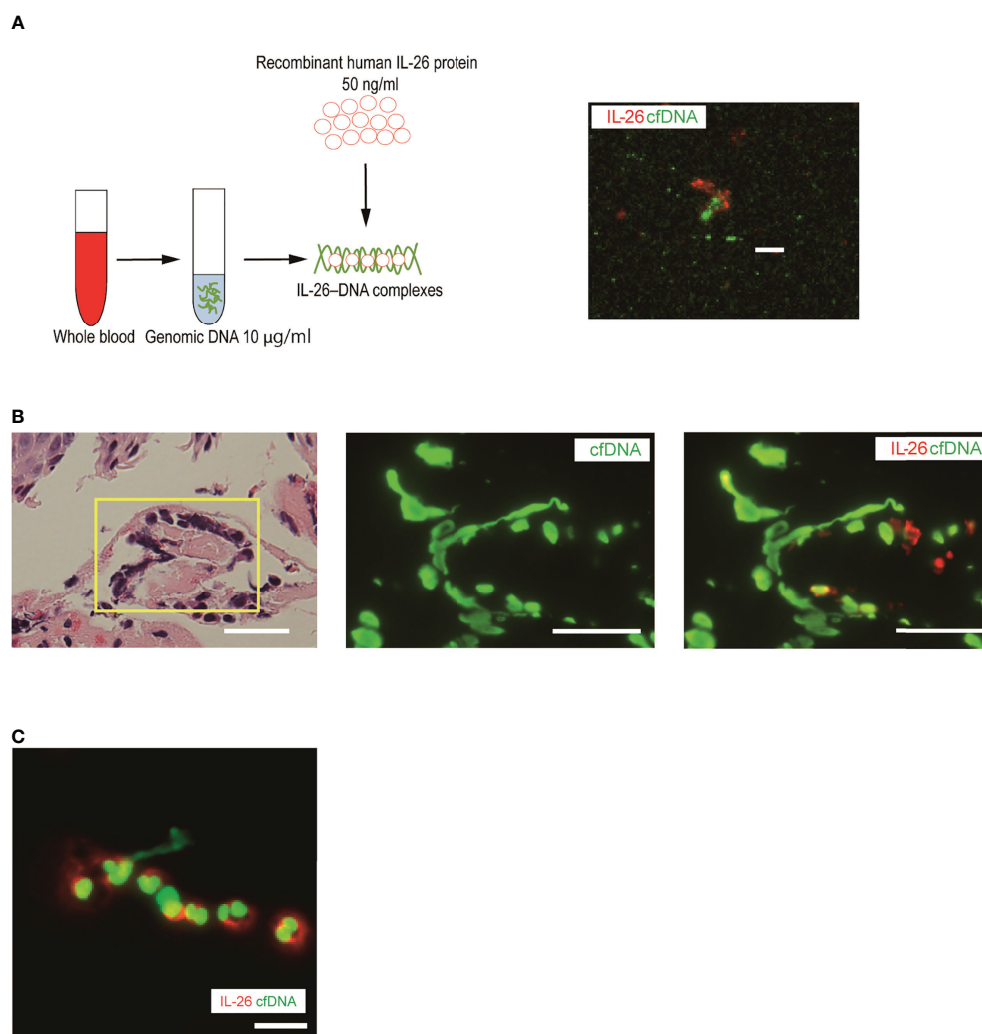 A
Recombinant human IL-26 protein
50 ng/ml
IL-26 cfDNA
IL-26–DNA complexes
Whole blood
Genomic DNA 10 μg/ml
B
cfDNA
IL-26 cfDNA
C
IL-26 cfDNA